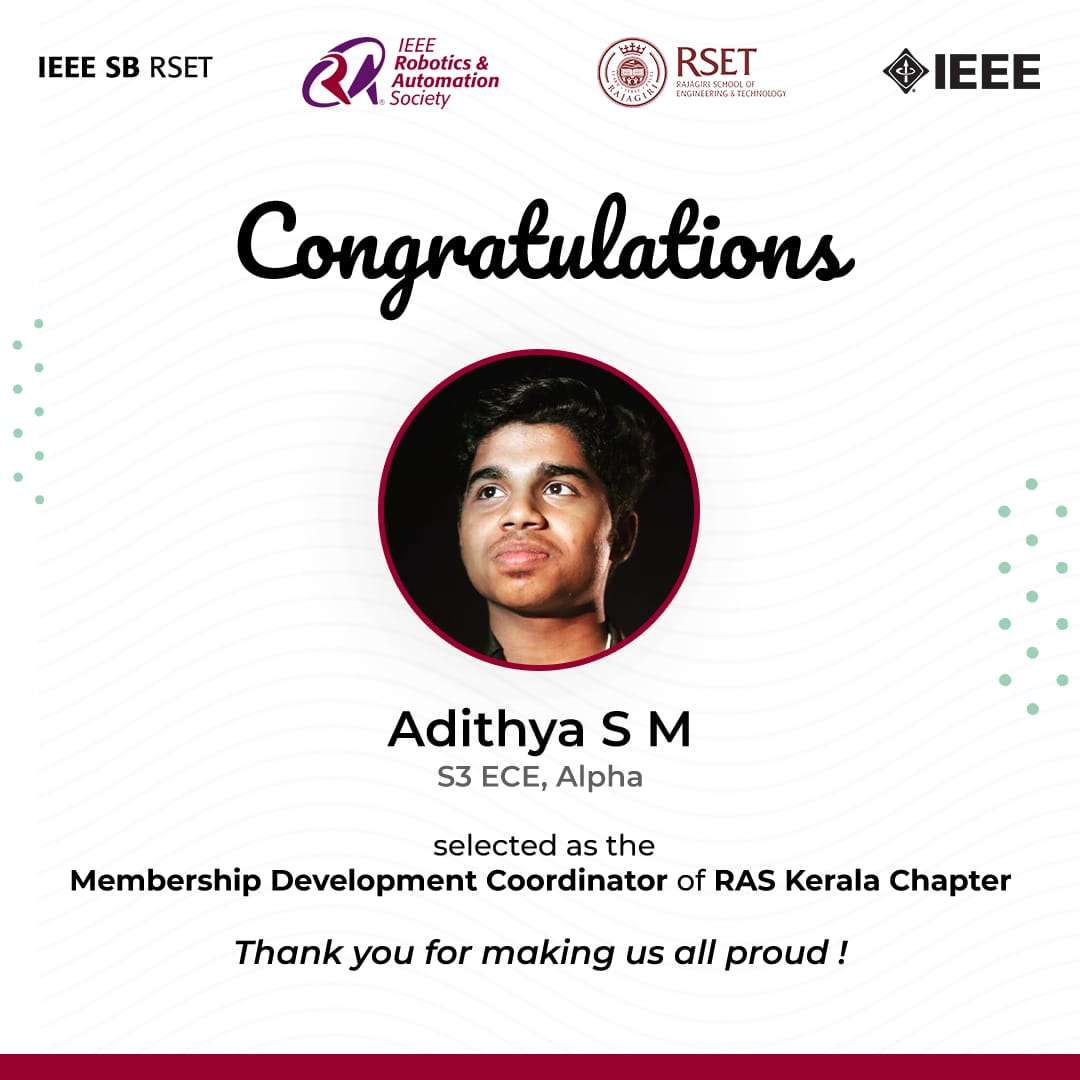 IEEE SB RSET
IEEE
Robotics &
Automation
Society
®
RAJAGIRI
RSET
RAJAGIRI SCHOOL OF
ENGINEERING & TECHNOLOGY
IEEE
Congratulations
Adithya S M
S3 ECE, Alpha
selected as the
Membership Development Coordinator of RAS Kerala Chapter
Thank you for making us all proud !